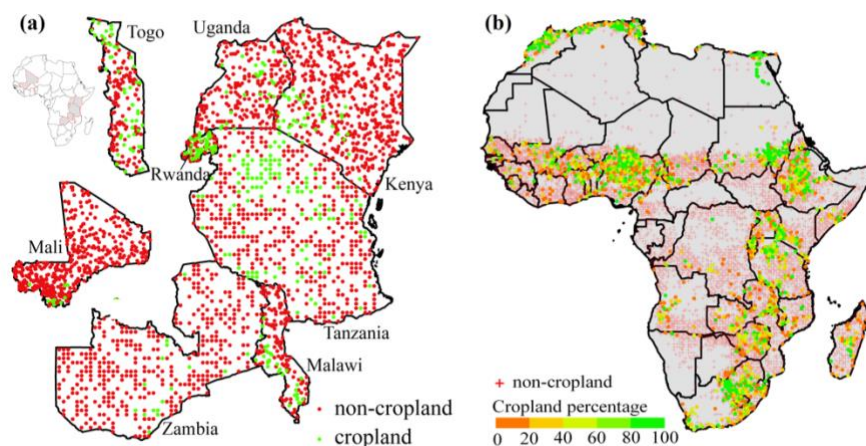 (a)
Togo
Uganda
Rwanda
Kenya
Mali
Tanzania
Malawi
Zambia
non-cropland
cropland
(b)
+ non-cropland
Cropland percentage
0 20 40 60 80 100